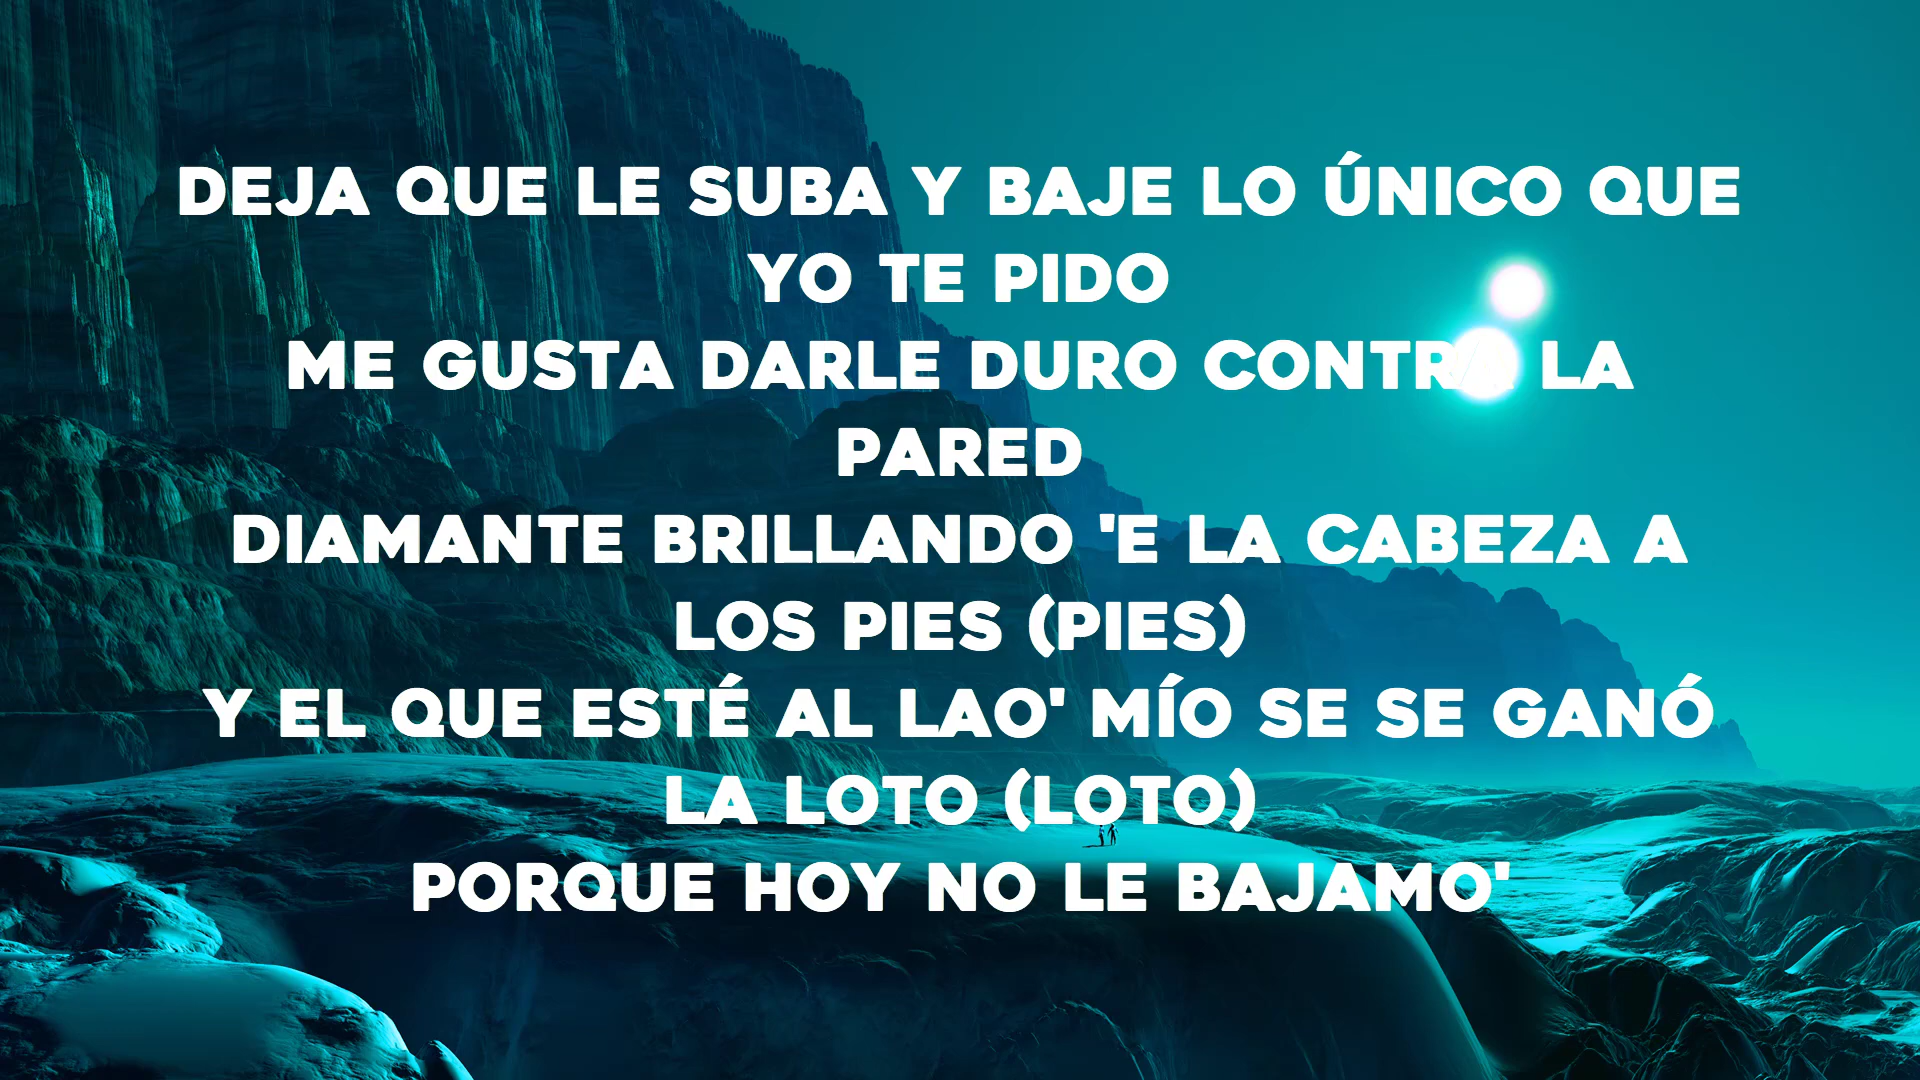 DEJA QUE LE SUBA Y BAJE LO ÚNICO QUE
YO TE PIDO
ME GUSTA DARLE DURO CONTRA LA
PARED
DIAMANTE BRILLANDO 'E LA CABEZA A
LOS PIES (PIES)
Y EL QUE ESTÉ AL LAO' MÍO SE SE GANÓ
LA LOTO (LOTO)
PORQUE HOY NO LE BAJAMO'